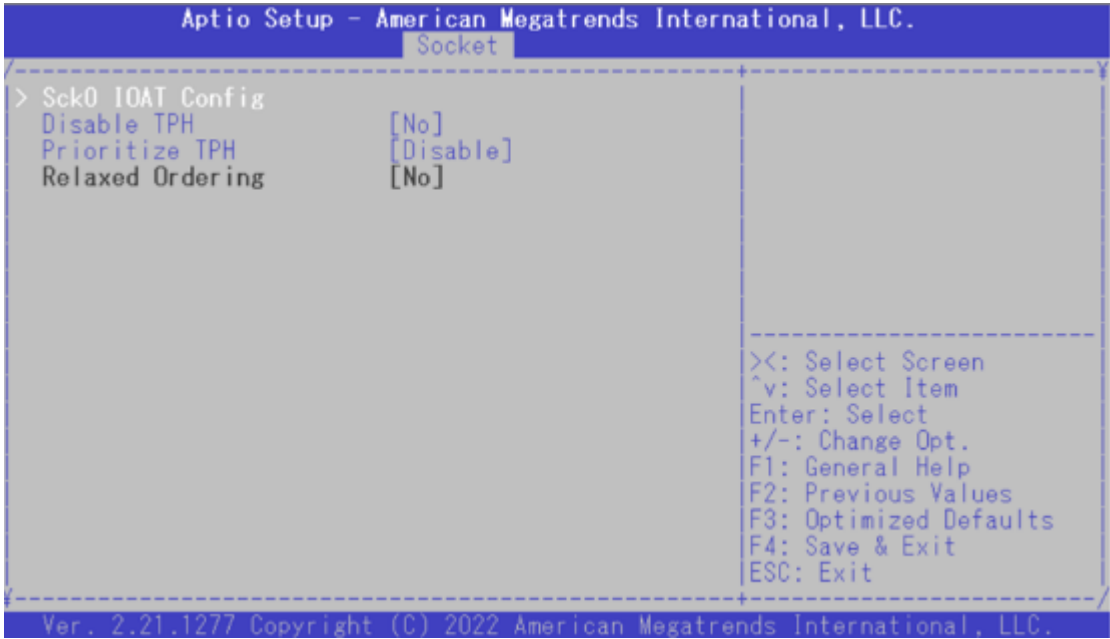 Aptio Setup - American Megatrends International, LLC.
Socket
> Sck0 IOAT Config
Disable TPH [No]
Prioritize TPH [Disable]
Relaxed Ordering [No]
><: Select Screen
^v: Select Item
Enter: Select
+/-: Change Opt.
F1: General Help
F2: Previous Values
F3: Optimized Defaults
F4: Save & Exit
ESC: Exit
Ver. 2.21.1277 Copyright (C) 2022 American Megatrends International, LLC.